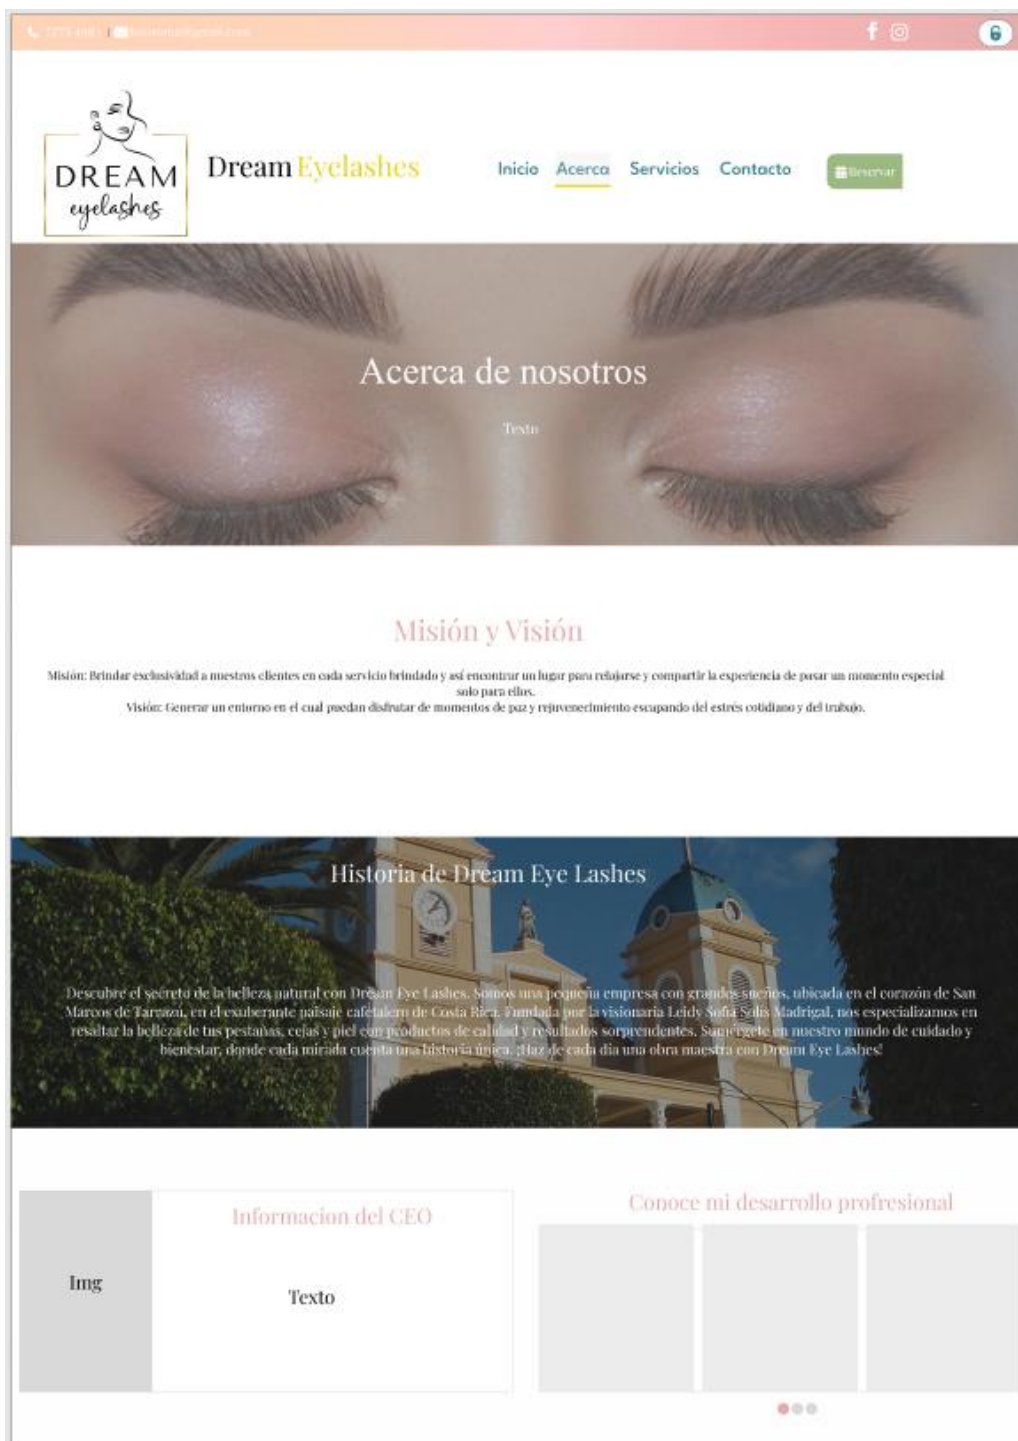 DREAM
eyelashes
Dream Eyelashes
Inicio Acerca Servicios Contacto
Reservar
Acerca de nosotros
Texto
Misión y Visión
Misión: Brindar exclusividad a nuestros clientes en cada servicio brindado y así encontrar un lugar para relajarse y compartir la experiencia de pasar un momento especial
solo para ellos.
Visión: Generar un entorno en el cual puedan disfrutar de momentos de paz y rejuvenecimiento escapando del estrés cotidiano y del trabajo.
Historia de Dream Eye Lashes
Descubre el secreto de la belleza natural con Dream Eye Lashes. Somos una pequeña empresa con grandes sueños, ubicada en el corazón de San
Marcos de Tarrazú, en el exuberante paisaje cafetalero de Costa Rica. Fundada por la visionaria Leidy Sofía Solís Madrigal, nos especializamos en
resaltar la belleza de tus pestañas, cejas y piel con productos de calidad y resultados sorprendentes. Sumérgete en nuestro mundo de cuidado y
bienestar, donde cada mirada cuenta una historia única. ¡Haz de cada día una obra maestra con Dream Eye Lashes!
Informacion del CEO
Img
Texto
Conoce mi desarrollo profresional